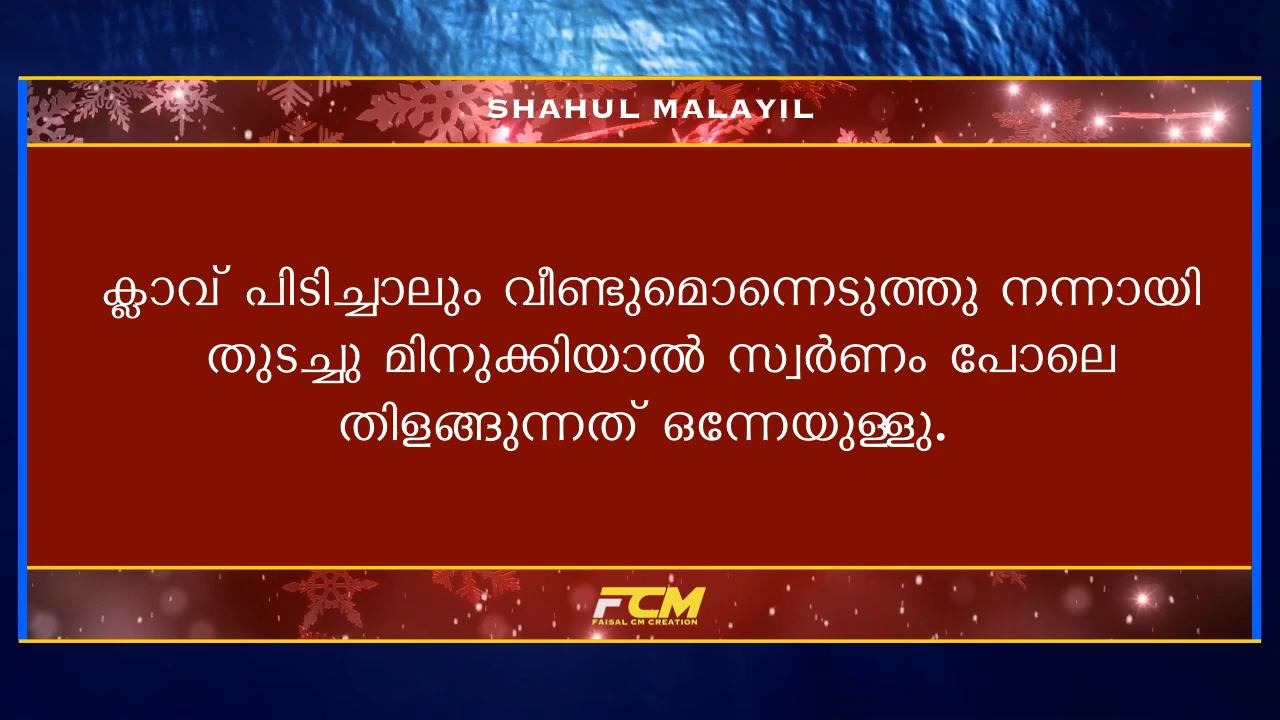 SHAHUL MALAYIL
ക്ലാവ് പിടിച്ചാലും വീണ്ടുമൊന്നെടുത്തു നന്നായി
തുടച്ചു മിനുക്കിയാൽ സ്വർണം പോലെ
തിളങ്ങുന്നത് ഒന്നേയുള്ളു.
FCM
FAISAL CM CREATION